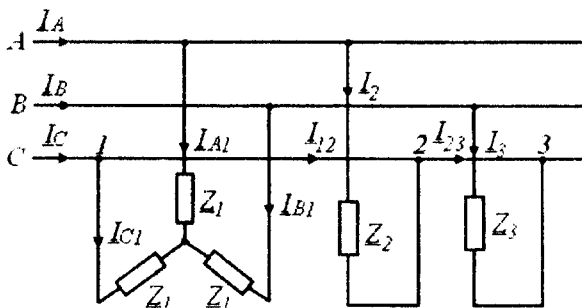 A I_A
B I_B I_2
C I_C 1 I_A1 I_12 2 I_23 I_3 3
Z_1 I_B1
I_C1 Z_2 Z_3
Z_1 Z_1